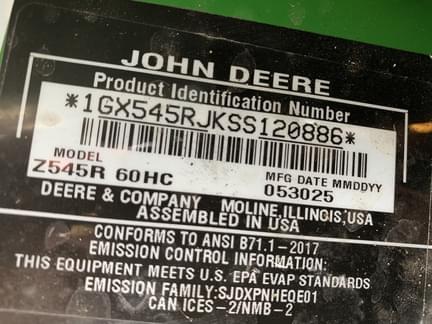 JOHN DEERE
Product Identification Number
*1GX545RJKSS120886*
MODEL MFG DATE MMDDYY
Z545R 60HC 053025
DEERE & COMPANY MOLINE, ILLINOIS, USA
ASSEMBLED IN USA
CONFORMS TO ANSI B71.1-2017
EMISSION CONTROL INFORMATION:
THIS EQUIPMENT MEETS U.S. EPA EVAP STANDARDS
EMISSION FAMILY:SJDXPNHEQE01
CAN ICES-2/NMB-2